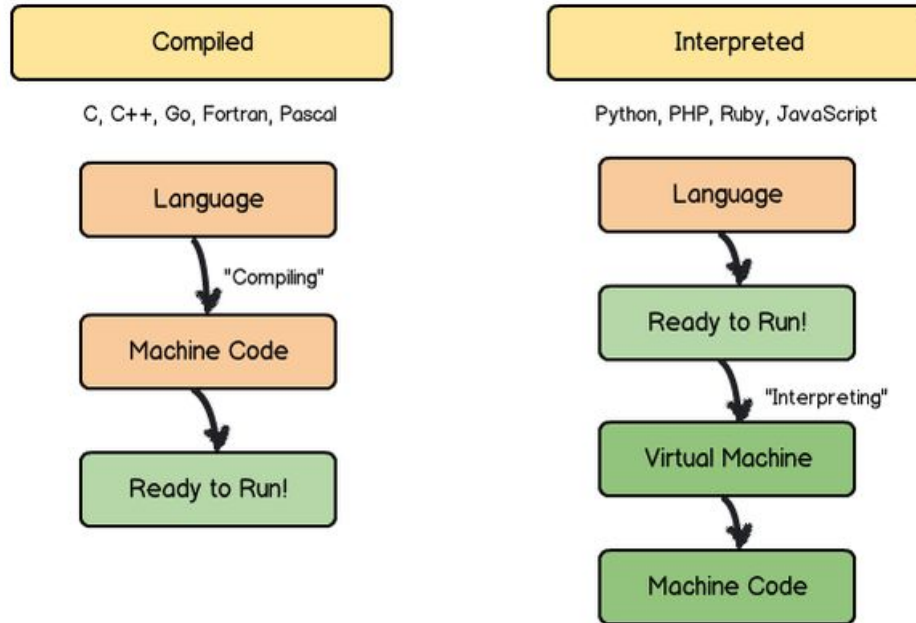 Compiled
C, C++, Go, Fortran, Pascal
Language
"Compiling"
Machine Code
Ready to Run!
Interpreted
Python, PHP, Ruby, JavaScript
Language
Ready to Run!
"Interpreting"
Virtual Machine
Machine Code